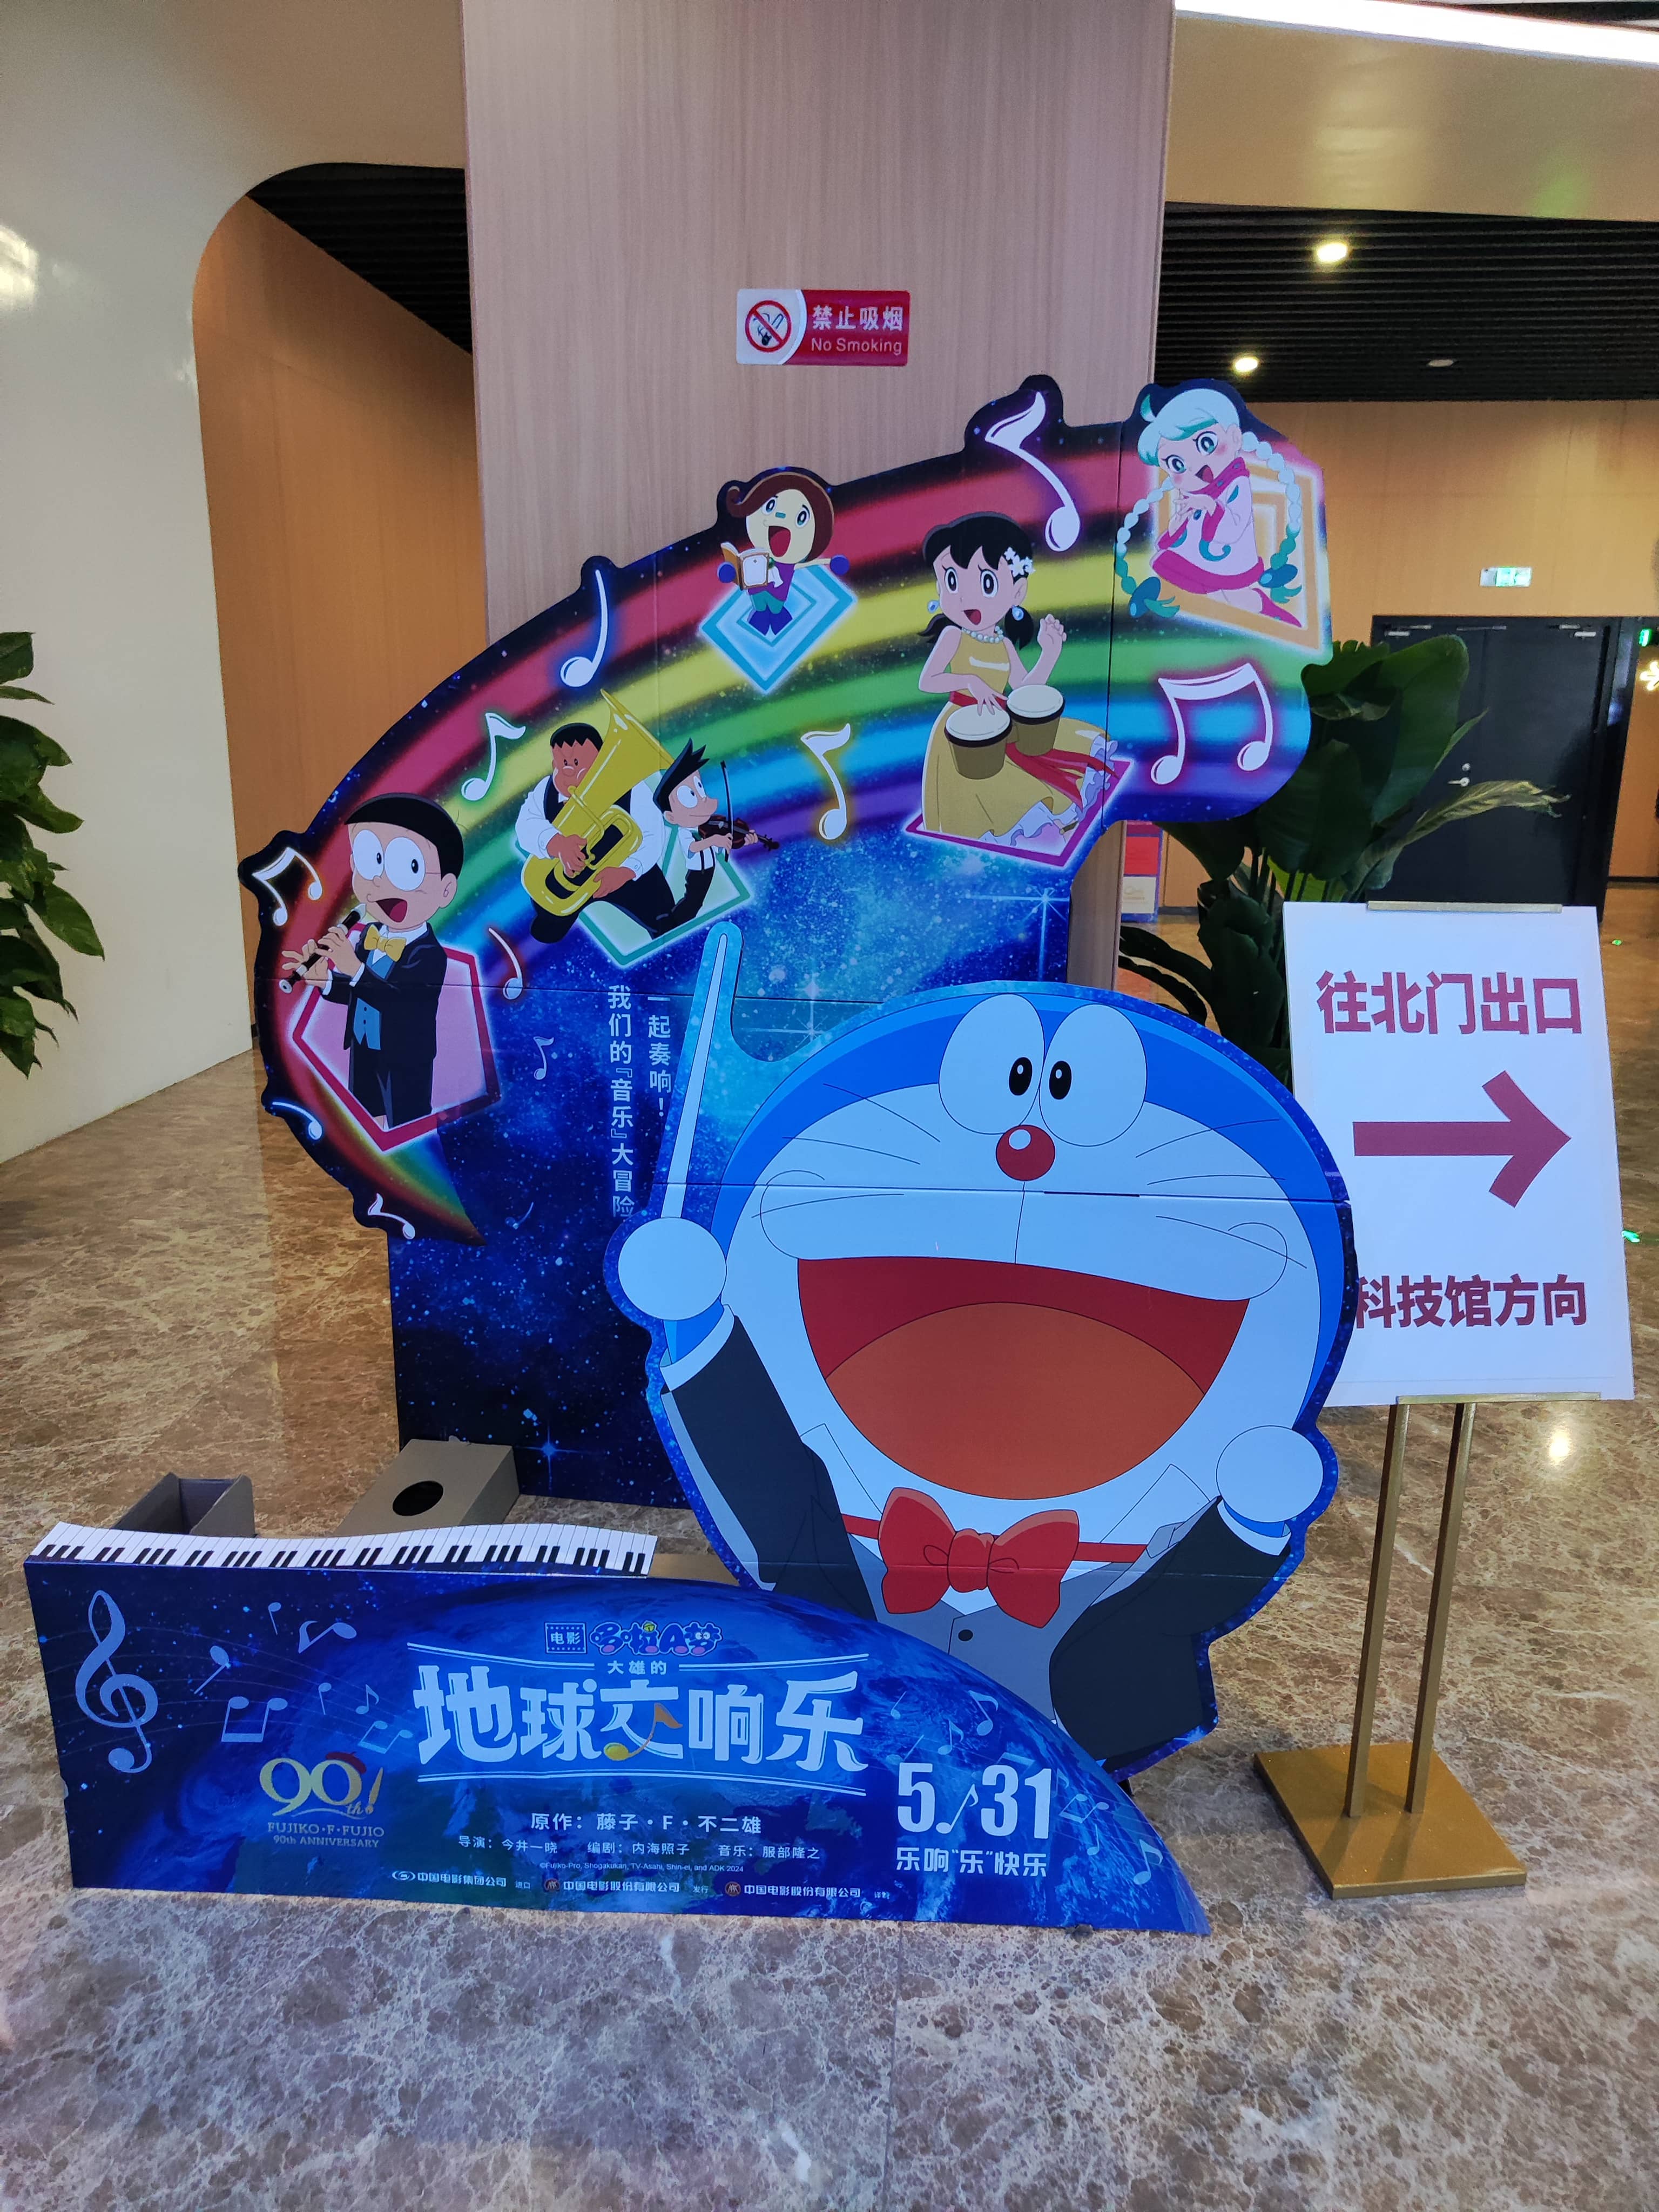 禁止吸烟
No Smoking
往北门出口
科技馆方向
一起奏响！
我们的『音乐』大冒险
电影 哆啦A梦
大雄的
地球交响乐
90th!
FUJIKO·F·FUJIO
90th ANNIVERSARY
5 31
乐响“乐”快乐
原作：藤子·F·不二雄
导演：今井一晓 编剧：内海照子 音乐：服部隆之
©Fujiko-Pro, Shogakukan, TV-Asahi, Shin-ei, and ADK 2024
中国电影集团公司 进口 中国电影股份有限公司 发行 中国电影股份有限公司 译制